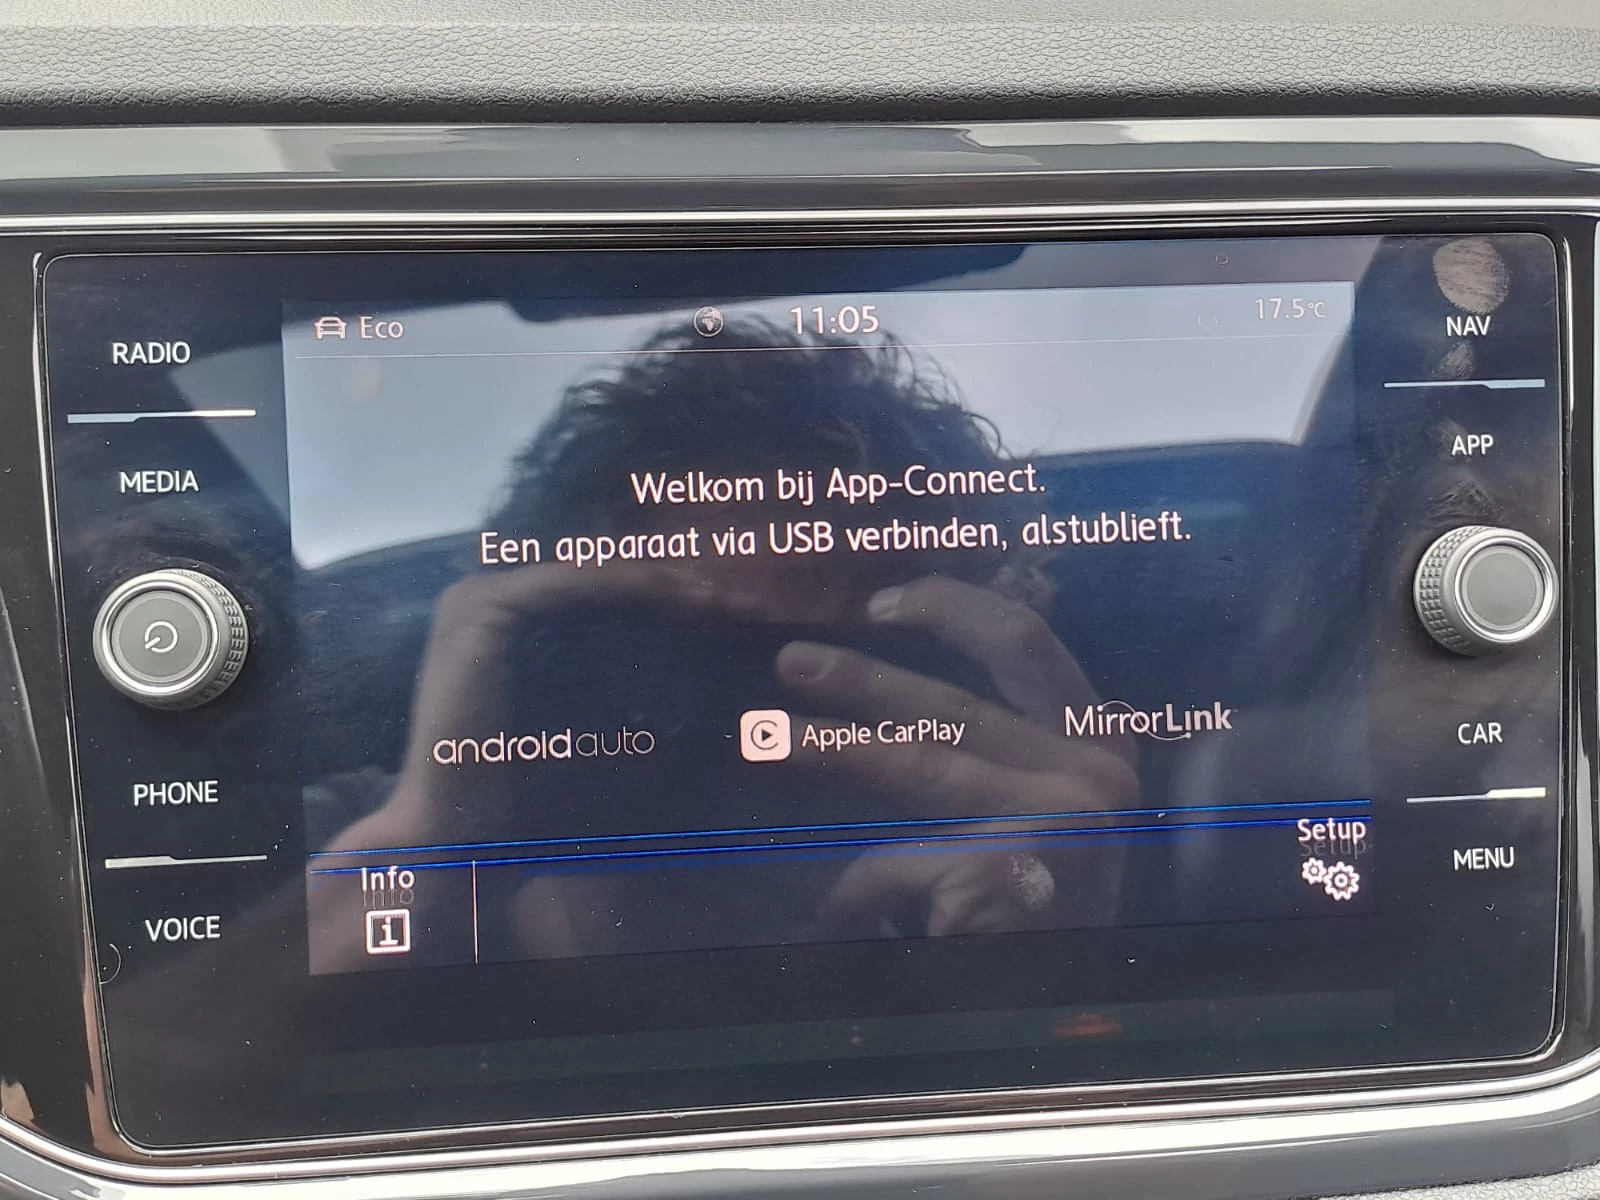 RADIO
MEDIA
PHONE
VOICE
Eco
11:05
17.5°C
Welkom bij App-Connect.
Een apparaat via USB verbinden, alstublieft.
androidauto
Apple CarPlay
MirrorLink
Info
Setup
NAV
APP
CAR
MENU